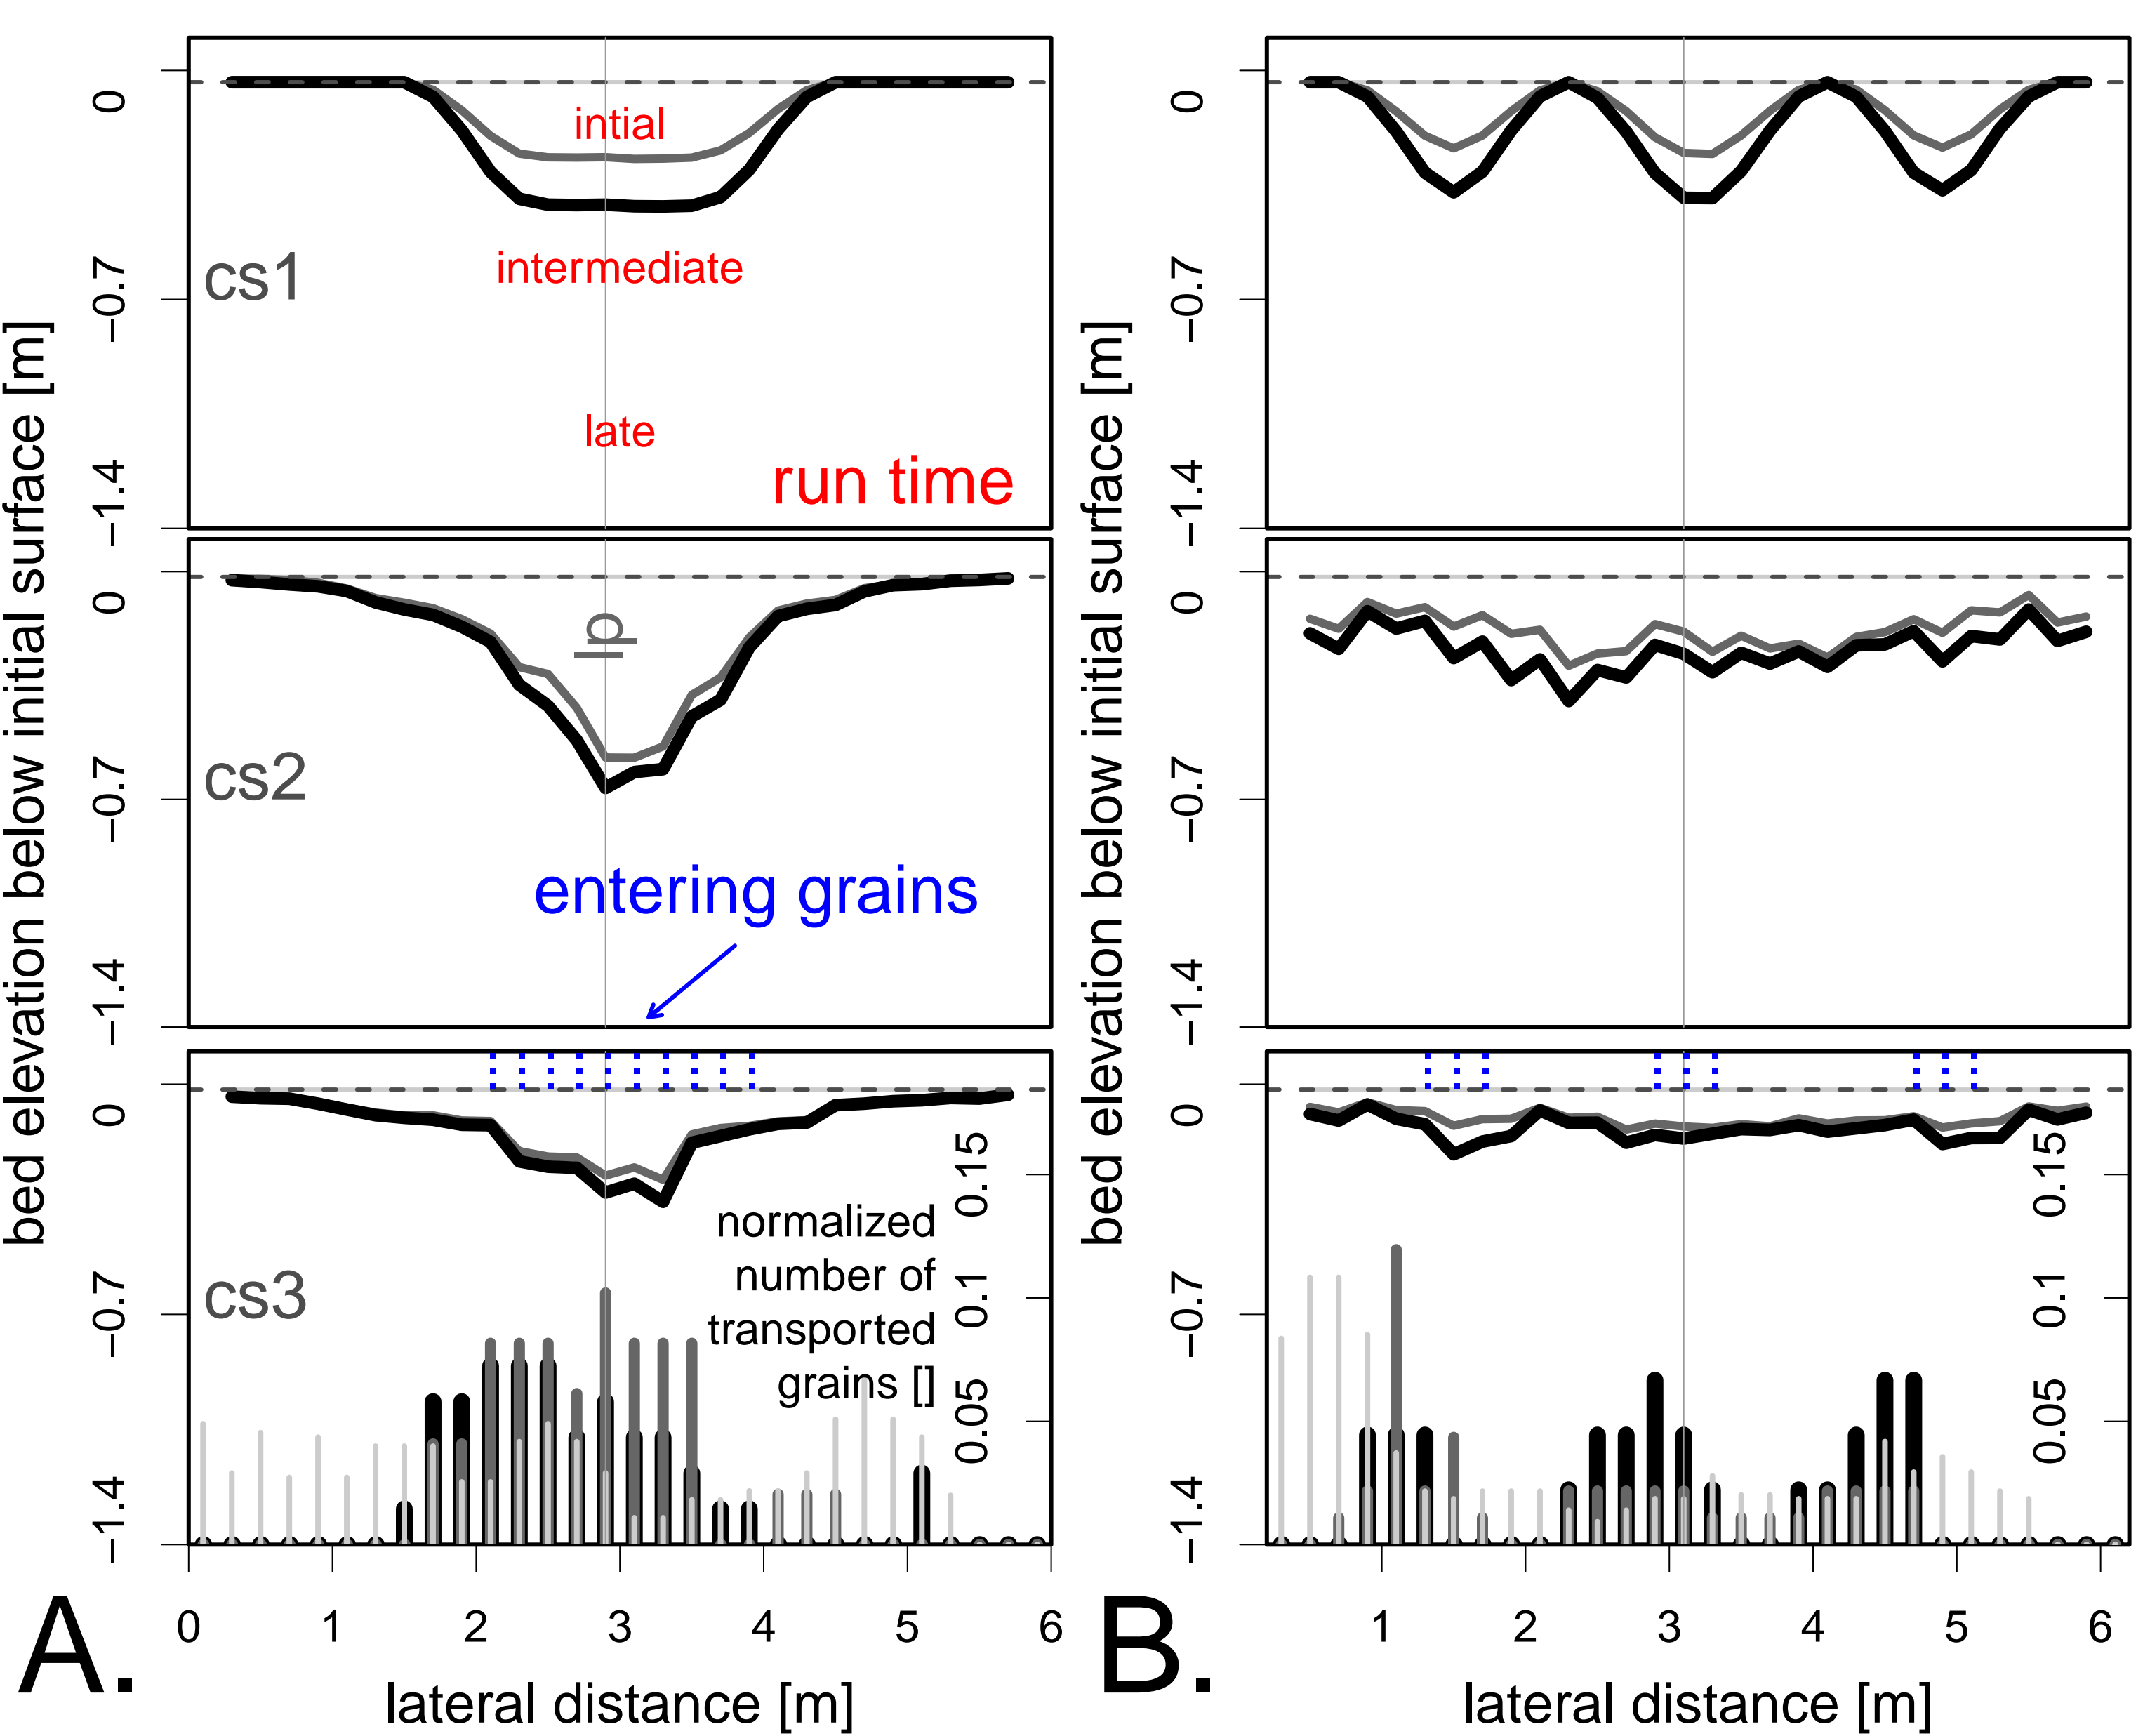 bed elevation below initial surface [m]
0
−0.7
−1.4
intial
intermediate
late
run time
cs1
0
−0.7
−1.4
lp
cs2
entering grains
0
−0.7
−1.4
cs3
normalized
number of
transported
grains []
0.15
0.1
0.05
0 1 2 3 4 5 6
lateral distance [m]
A.
bed elevation below initial surface [m]
0
−0.7
−1.4
0
−0.7
−1.4
0
−0.7
−1.4
0.15
0.1
0.05
1 2 3 4 5 6
lateral distance [m]
B.